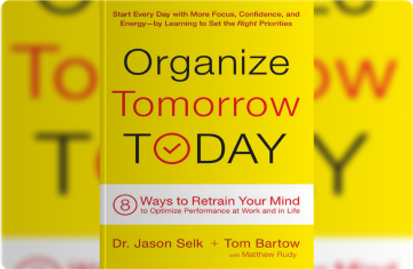 Start Every Day with More Focus, Confidence, and
Energy—by Learning to Set the Right Priorities
Organize
Tomorrow
TODAY
8 Ways to Retrain Your Mind
to Optimize Performance at Work and in Life
Dr. Jason Selk + Tom Bartow
with Matthew Rudy